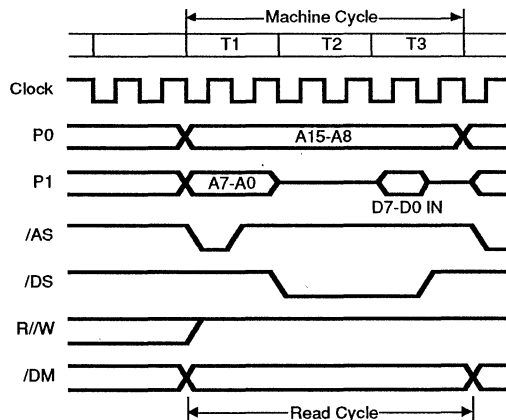 Machine Cycle
T1 T2 T3
Clock
P0 A15-A8
P1 A7-A0
D7-D0 IN
/AS
/DS
R//W
/DM
Read Cycle